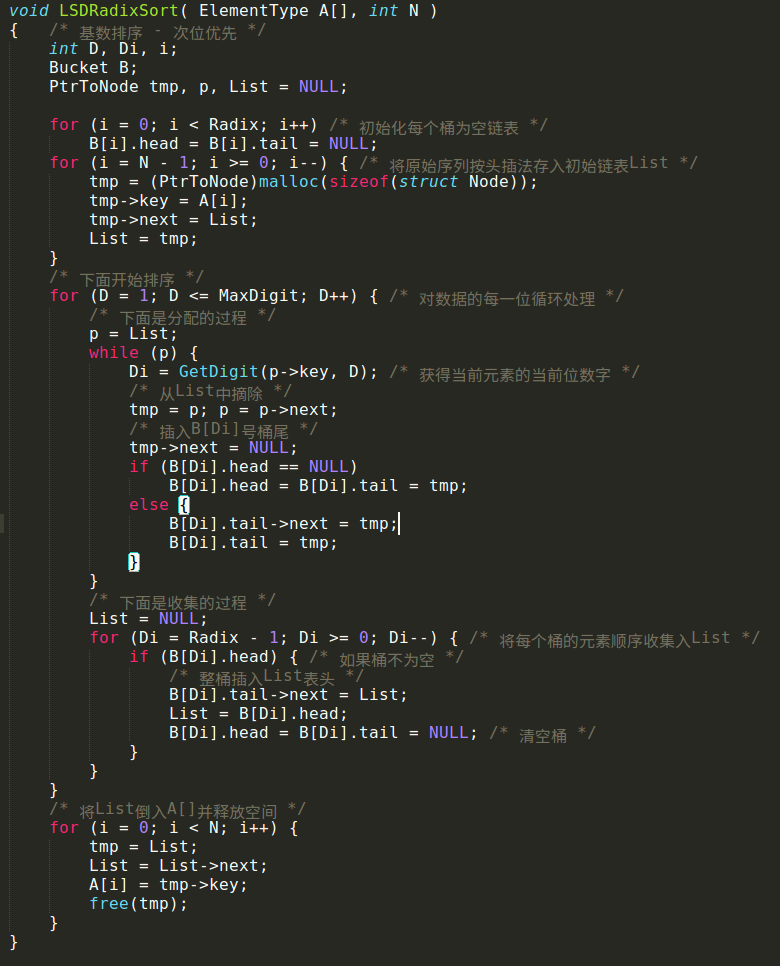 void LSDRadixSort( ElementType A[], int N )
{   /* 基数排序 - 次位优先 */
    int D, Di, i;
    Bucket B;
    PtrToNode tmp, p, List = NULL;

    for (i = 0; i < Radix; i++) /* 初始化每个桶为空链表 */
        B[i].head = B[i].tail = NULL;
    for (i = N - 1; i >= 0; i--) { /* 将原始序列按头插法存入初始链表List */
        tmp = (PtrToNode)malloc(sizeof(struct Node));
        tmp->key = A[i];
        tmp->next = List;
        List = tmp;
    }
    /* 下面开始排序 */
    for (D = 1; D <= MaxDigit; D++) { /* 对数据的每一位循环处理 */
        /* 下面是分配的过程 */
        p = List;
        while (p) {
            Di = GetDigit(p->key, D); /* 获得当前元素的当前位数字 */
            /* 从List中摘除 */
            tmp = p; p = p->next;
            /* 插入B[Di]号桶尾 */
            tmp->next = NULL;
            if (B[Di].head == NULL)
                B[Di].head = B[Di].tail = tmp;
            else {
                B[Di].tail->next = tmp;
                B[Di].tail = tmp;
            }
        }
        /* 下面是收集的过程 */
        List = NULL;
        for (Di = Radix - 1; Di >= 0; Di--) { /* 将每个桶的元素顺序收集入List */
            if (B[Di].head) { /* 如果桶不为空 */
                /* 整桶插入List表头 */
                B[Di].tail->next = List;
                List = B[Di].head;
                B[Di].head = B[Di].tail = NULL; /* 清空桶 */
            }
        }
    }
    /* 将List倒入A[]并释放空间 */
    for (i = 0; i < N; i++) {
        tmp = List;
        List = List->next;
        A[i] = tmp->key;
        free(tmp);
    }
}